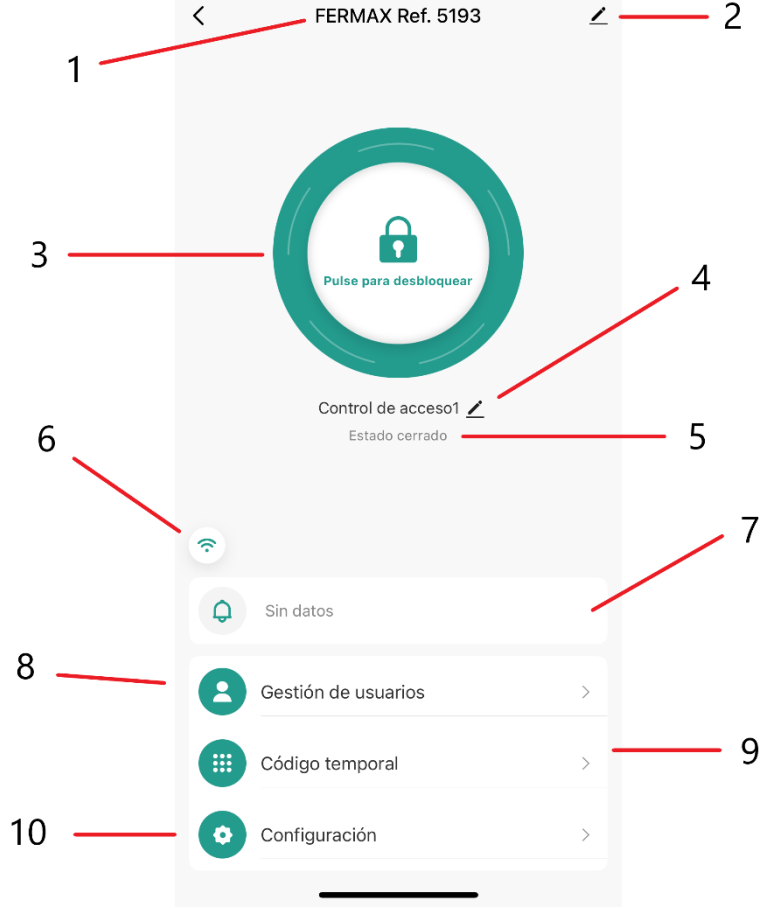 FERMAX Ref. 5193
2
1
3
Pulse para desbloquear
4
Control de acceso1
Estado cerrado
5
6
7
Sin datos
8
Gestión de usuarios
Código temporal
9
10
Configuración